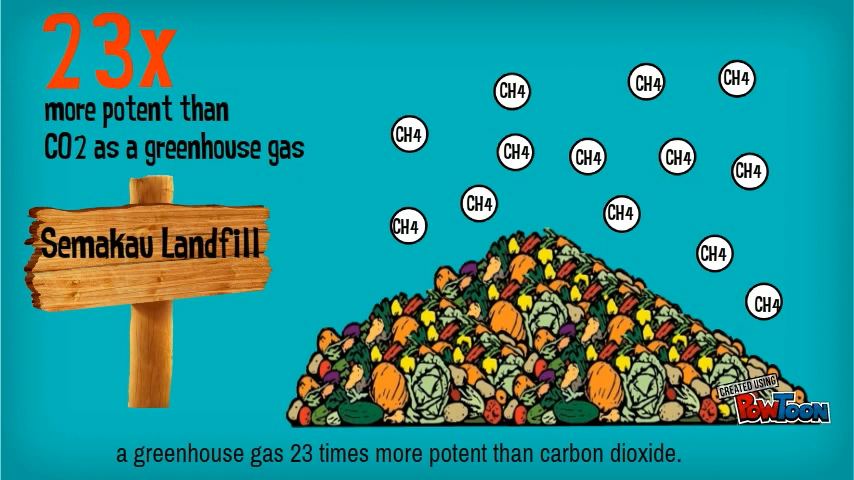 23x
more potent than
CO2 as a greenhouse gas
Semakau Landfill
CH4
CH4
CH4
CH4
CH4
CH4
CH4
CH4
CH4
CH4
CH4
CH4
CH4
CREATED USING
POWTOON
a greenhouse gas 23 times more potent than carbon dioxide.